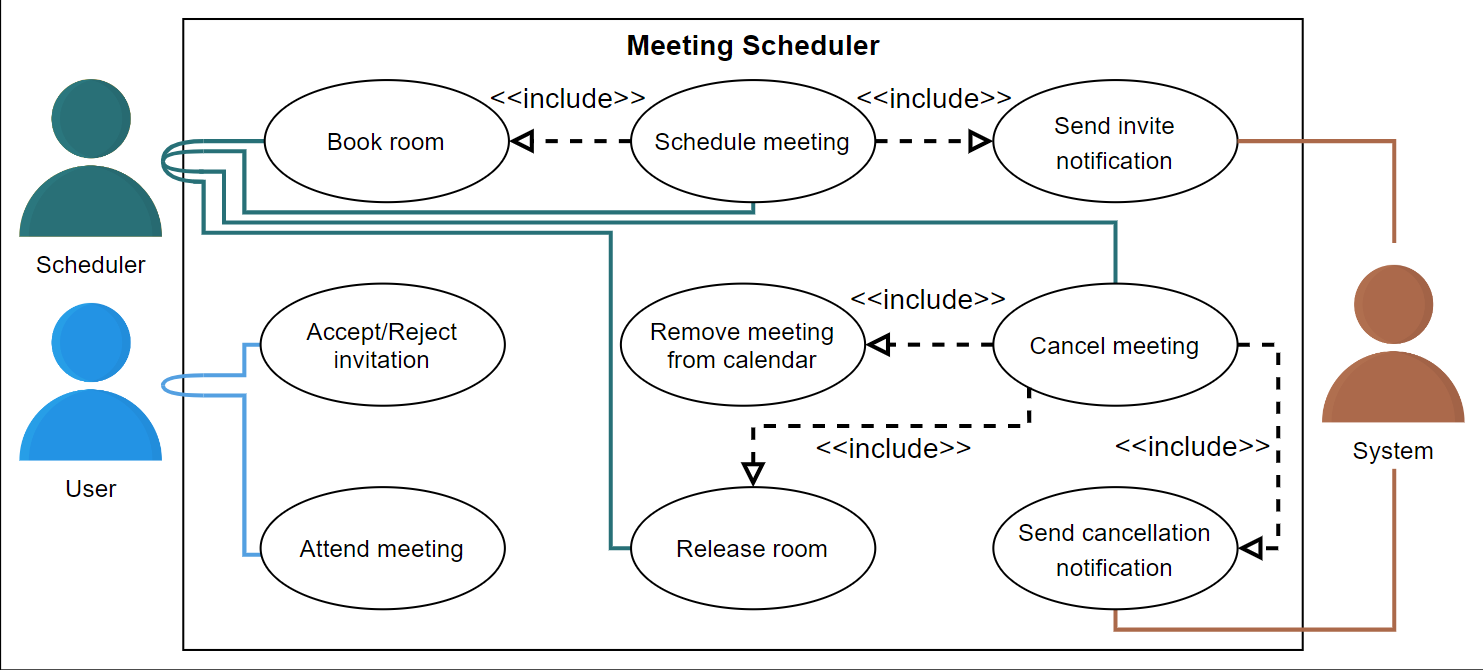 Meeting Scheduler
<<include>>
<<include>>
Book room
Schedule meeting
Send invite
notification
Scheduler
<<include>>
Accept/Reject
invitation
Remove meeting
from calendar
Cancel meeting
<<include>>
<<include>>
System
User
Attend meeting
Release room
Send cancellation
notification